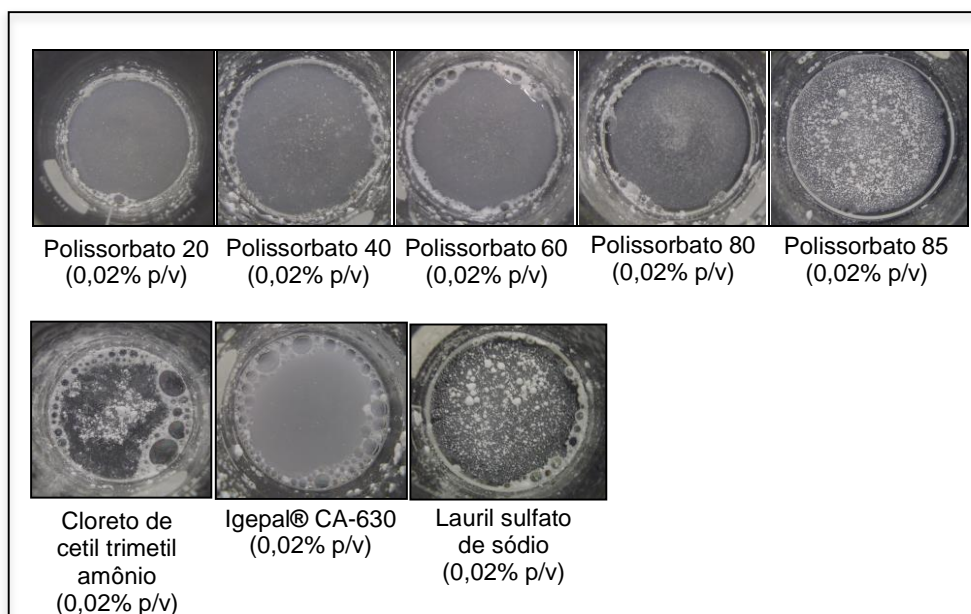 Polissorbato 20
(0,02% p/v)
Polissorbato 40
(0,02% p/v)
Polissorbato 60
(0,02% p/v)
Polissorbato 80
(0,02% p/v)
Polissorbato 85
(0,02% p/v)
Cloreto de
cetil trimetil
amônio
(0,02% p/v)
Igepal® CA-630
(0,02% p/v)
Lauril sulfato
de sódio
(0,02% p/v)